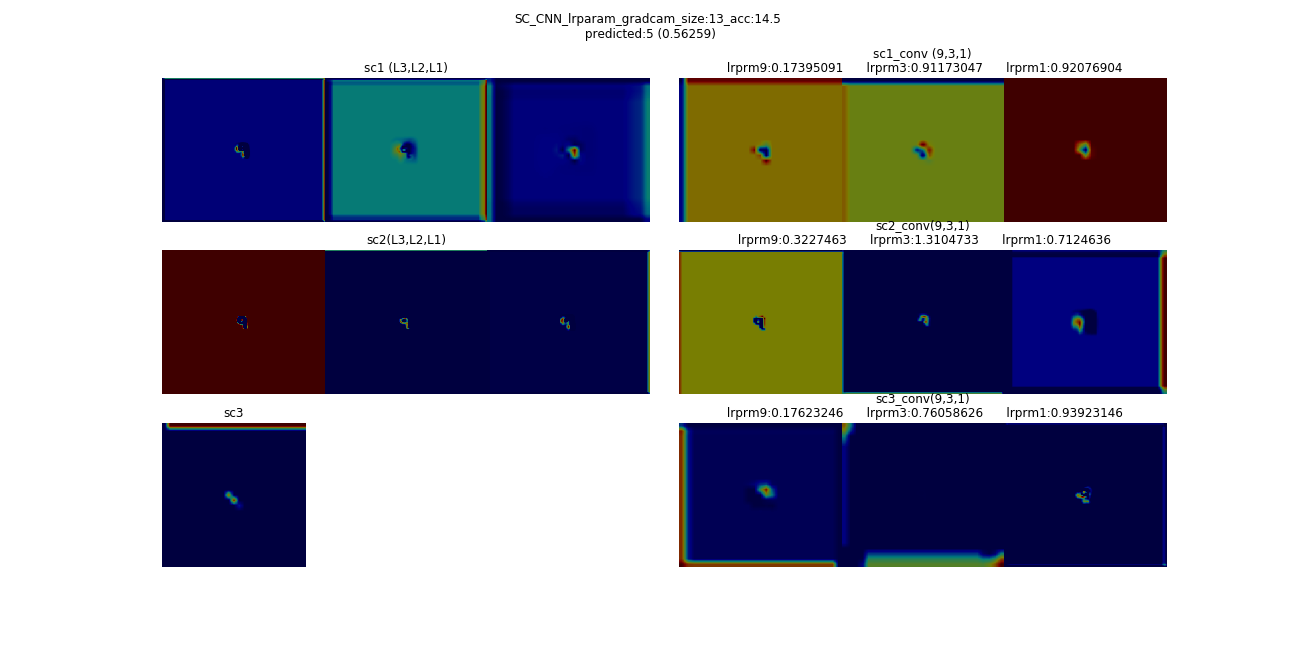 SC_CNN_lrparam_gradcam_size:13_acc:14.5
predicted:5 (0.56259)
sc1 (L3,L2,L1)
sc1_conv (9,3,1)
lrprm9:0.17395091 lrprm3:0.91173047 lrprm1:0.92076904
sc2(L3,L2,L1)
sc2_conv(9,3,1)
lrprm9:0.3227463 lrprm3:1.3104733 lrprm1:0.7124636
sc3
sc3_conv(9,3,1)
lrprm9:0.17623246 lrprm3:0.76058626 lrprm1:0.93923146